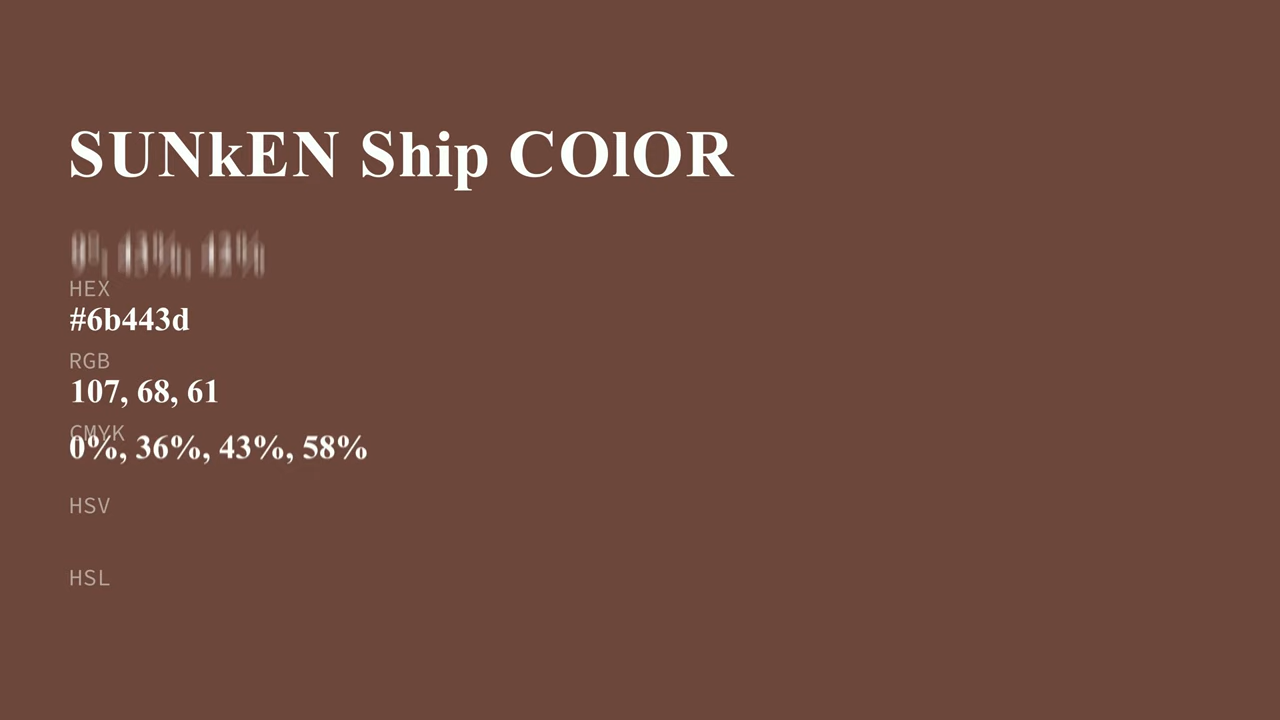 SUNkEN Ship COlOR
HEX
#6b443d
RGB
107, 68, 61
CMYK
0%, 36%, 43%, 58%
HSV
HSL